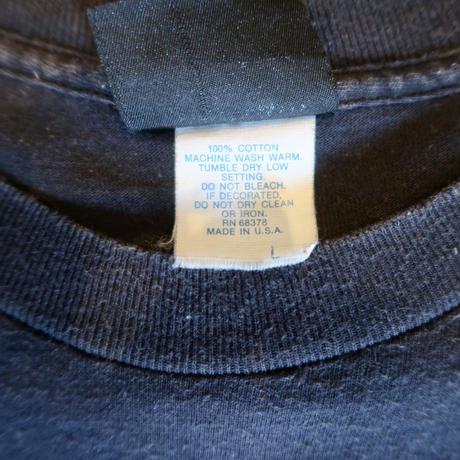 100% COTTON
MACHINE WASH WARM.
TUMBLE DRY LOW
SETTING.
DO NOT BLEACH.
IF DECORATED,
DO NOT DRY CLEAN
OR IRON.
RN 68378
MADE IN U.S.A.
L